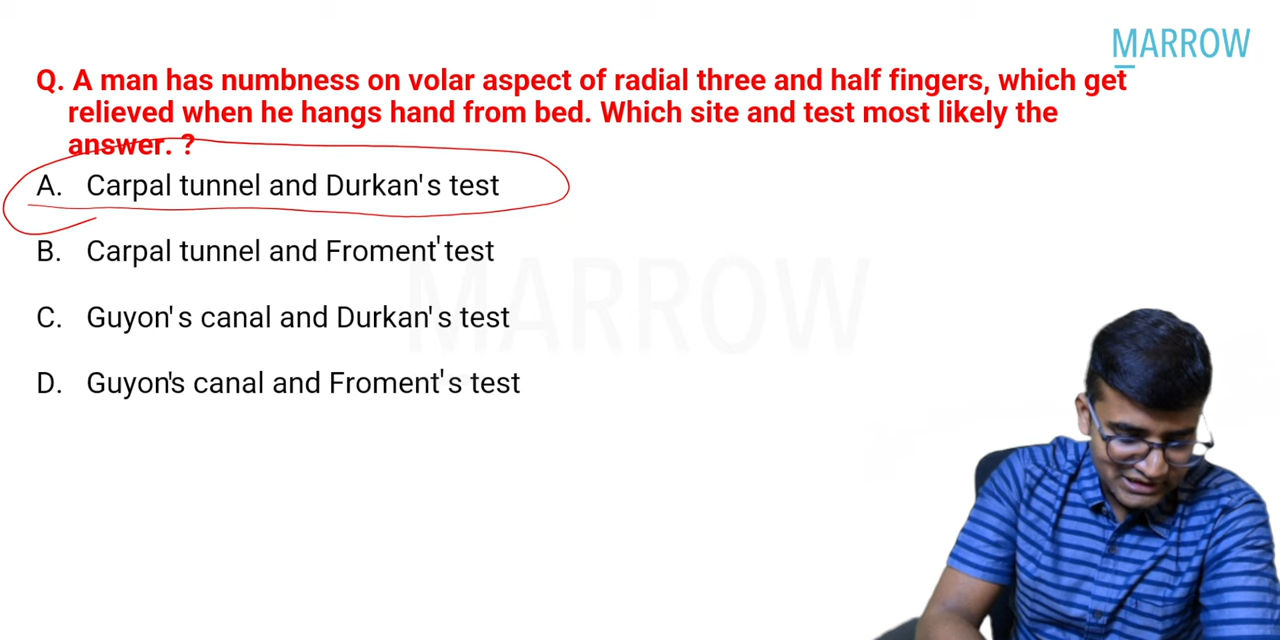 MARROW
Q. A man has numbness on volar aspect of radial three and half fingers, which get
relieved when he hangs hand from bed. Which site and test most likely the
answer. ?
A. Carpal tunnel and Durkan's test
B. Carpal tunnel and Froment'test
MARROW
C. Guyon's canal and Durkan's test
D. Guyon's canal and Froment's test